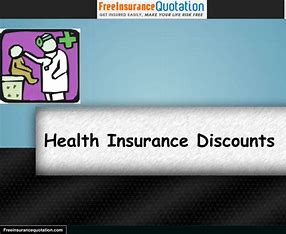 FreeInsuranceQuotation
GET INSURED EASILY, MAKE YOUR LIFE RISK FREE
Health Insurance Discounts
Freeinsurancequotation.com